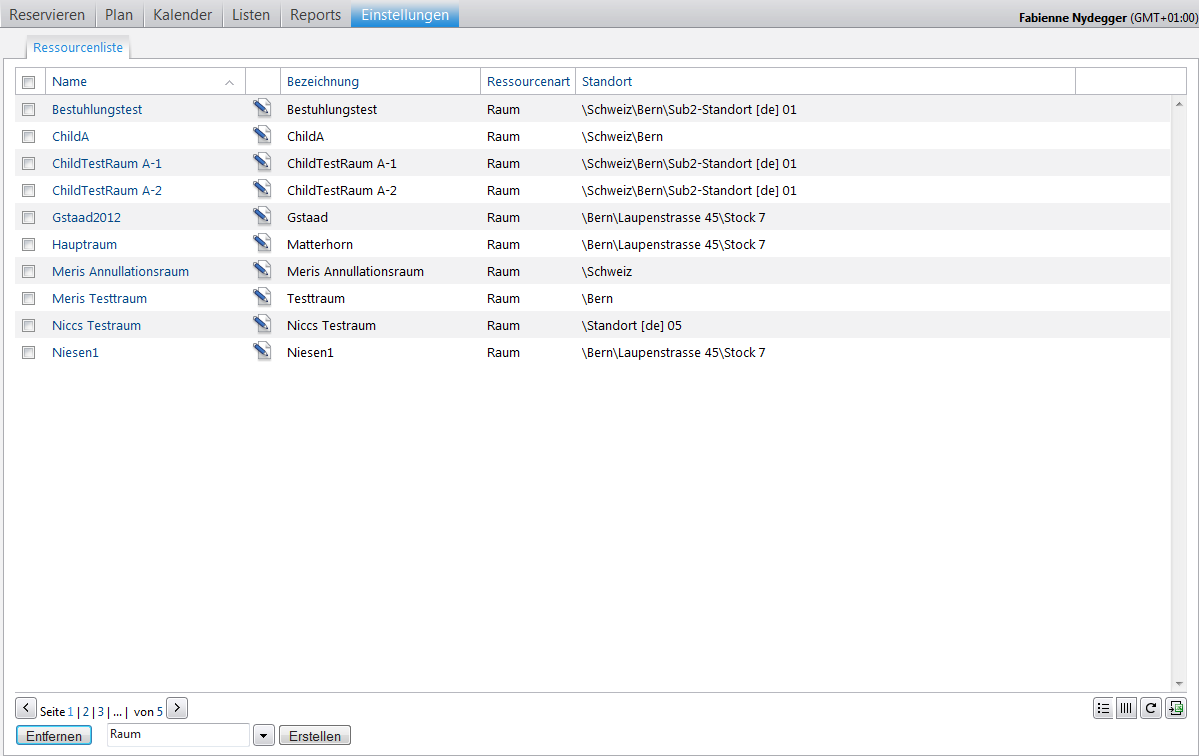 Reservieren Plan Kalender Listen Reports Einstellungen Fabienne Nydegger (GMT+01:00)
Ressourcenliste
Name Bezeichnung Ressourcenart Standort
Bestuhlungstest Bestuhlungstest Raum \Schweiz\Bern\Sub2-Standort [de] 01
ChildA ChildA Raum \Schweiz\Bern
ChildTestRaum A-1 ChildTestRaum A-1 Raum \Schweiz\Bern\Sub2-Standort [de] 01
ChildTestRaum A-2 ChildTestRaum A-2 Raum \Schweiz\Bern\Sub2-Standort [de] 01
Gstaad2012 Gstaad Raum \Bern\Laupenstrasse 45\Stock 7
Hauptraum Matterhorn Raum \Bern\Laupenstrasse 45\Stock 7
Meris Annullationsraum Meris Annullationsraum Raum \Schweiz
Meris Testtraum Testtraum Raum \Bern
Niccs Testraum Niccs Testraum Raum \Standort [de] 05
Niesen1 Niesen1 Raum \Bern\Laupenstrasse 45\Stock 7
Seite 1 | 2 | 3 | ... | von 5
Entfernen Raum Erstellen